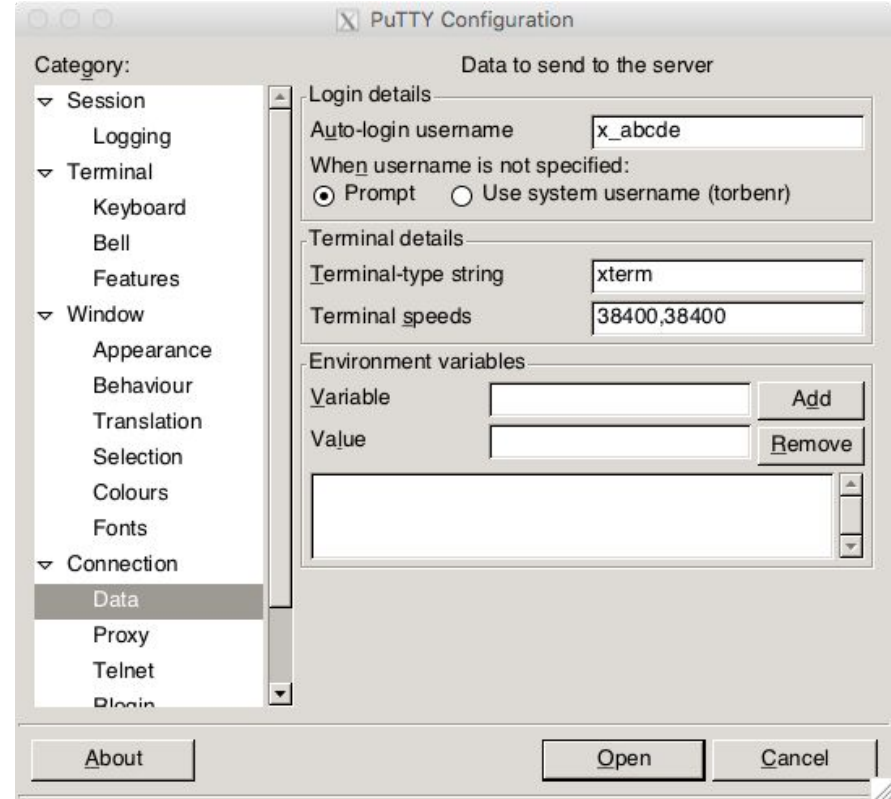 PuTTY Configuration
Category:
Session
Logging
Terminal
Keyboard
Bell
Features
Window
Appearance
Behaviour
Translation
Selection
Colours
Fonts
Connection
Data
Proxy
Telnet
Rlogin
Data to send to the server
Login details
Auto-login username x_abcde
When username is not specified:
Prompt Use system username (torbenr)
Terminal details
Terminal-type string xterm
Terminal speeds 38400,38400
Environment variables
Variable Add
Value Remove
About Open Cancel